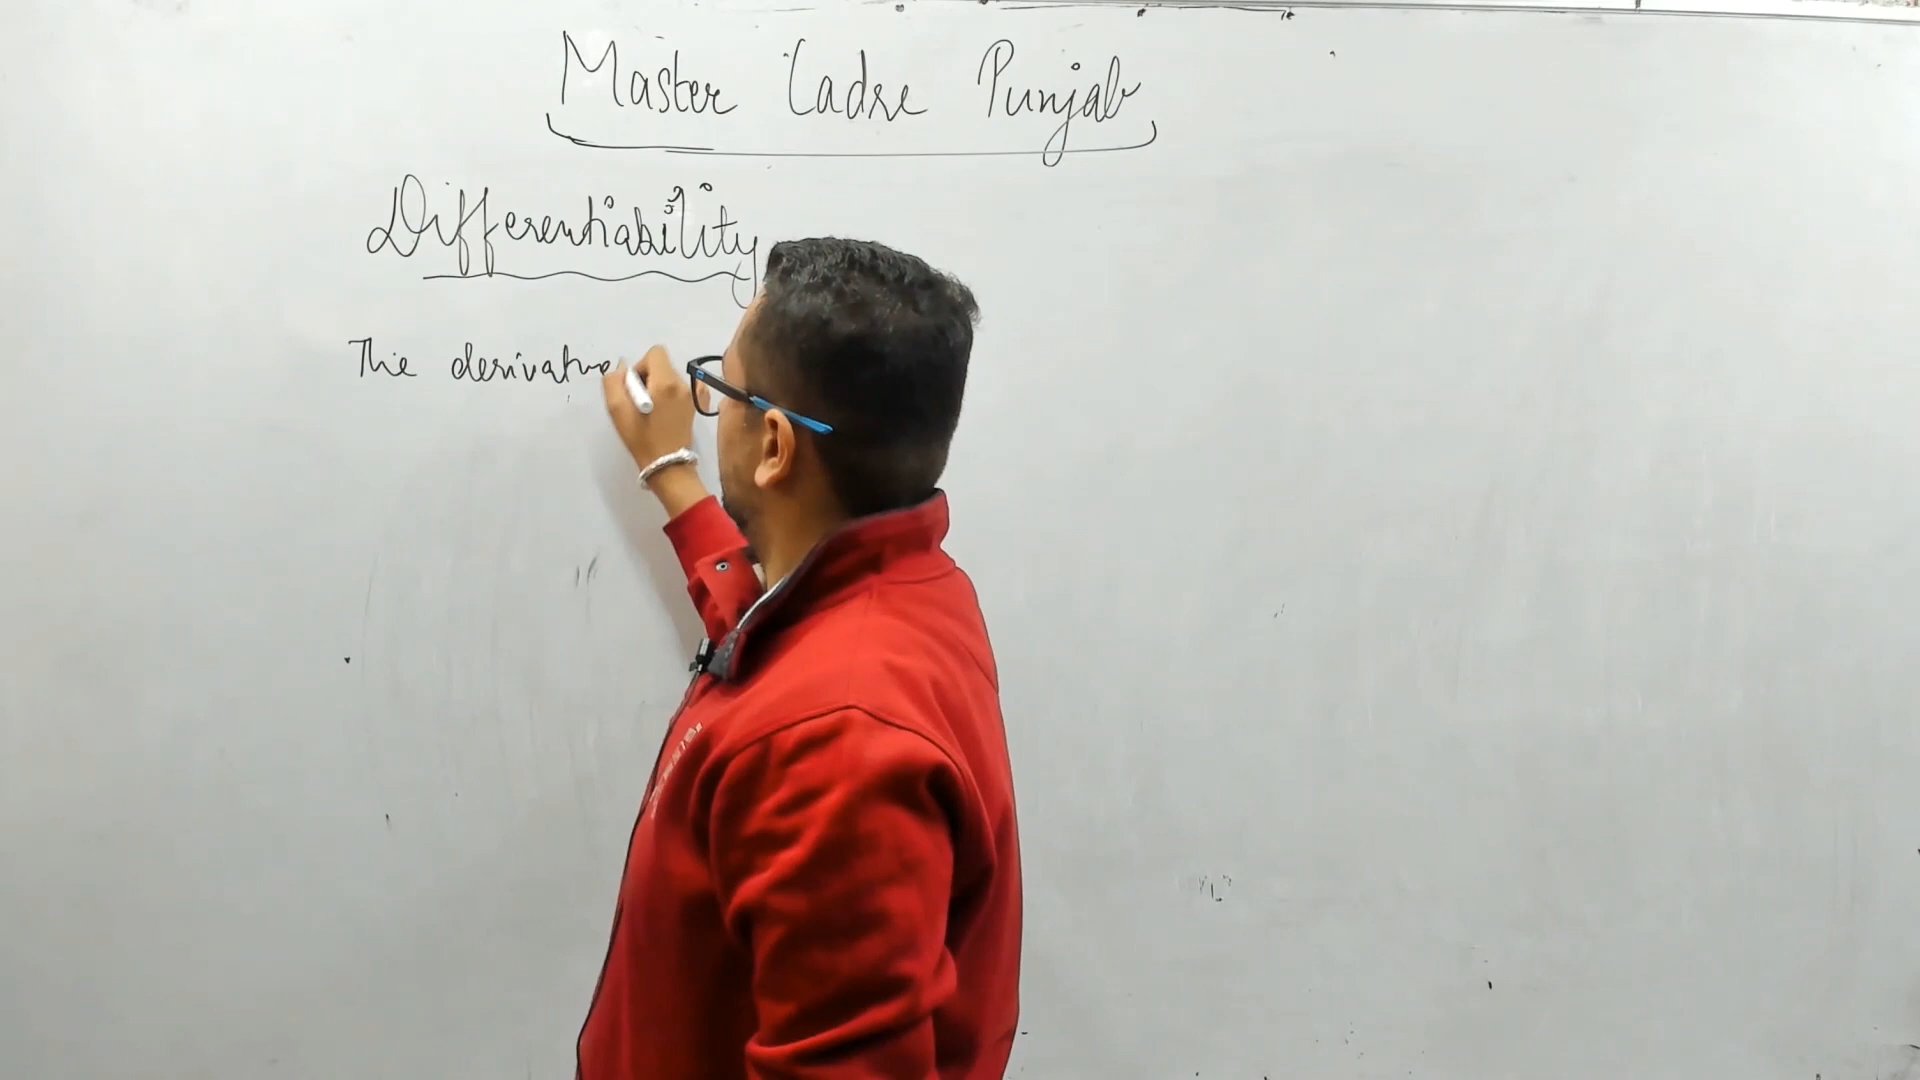 Master Cadre Punjab
Differentiability
The derivative